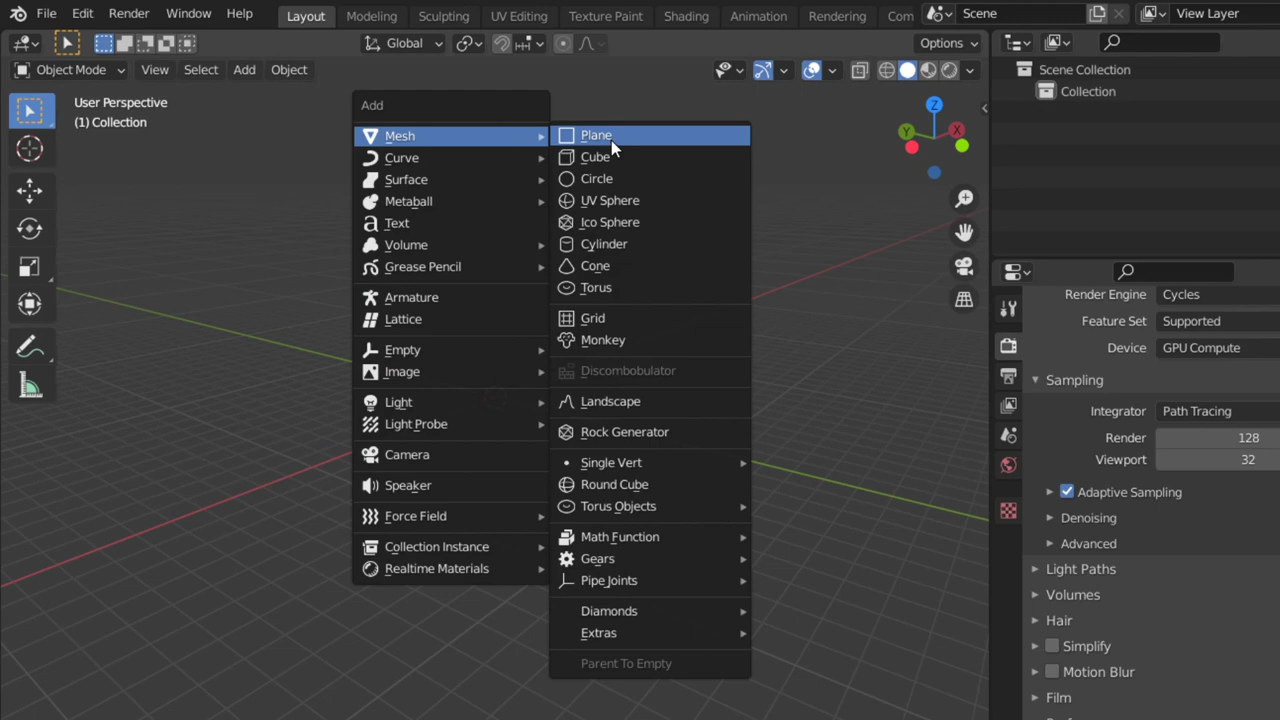 File Edit Render Window Help Layout Modeling Sculpting UV Editing Texture Paint Shading Animation Rendering Com Scene View Layer
Global Options
Object Mode View Select Add Object
User Perspective
(1) Collection
Z
Y
X
Add
Mesh
Curve
Surface
Metaball
Text
Volume
Grease Pencil
Armature
Lattice
Empty
Image
Light
Light Probe
Camera
Speaker
Force Field
Collection Instance
Realtime Materials
Plane
Cube
Circle
UV Sphere
Ico Sphere
Cylinder
Cone
Torus
Grid
Monkey
Discombobulator
Landscape
Rock Generator
Single Vert
Round Cube
Torus Objects
Math Function
Gears
Pipe Joints
Diamonds
Extras
Parent To Empty
Scene Collection
Collection
Render Engine Cycles
Feature Set Supported
Device GPU Compute
Sampling
Integrator Path Tracing
Render 128
Viewport 32
Adaptive Sampling
Denoising
Advanced
Light Paths
Volumes
Hair
Simplify
Motion Blur
Film